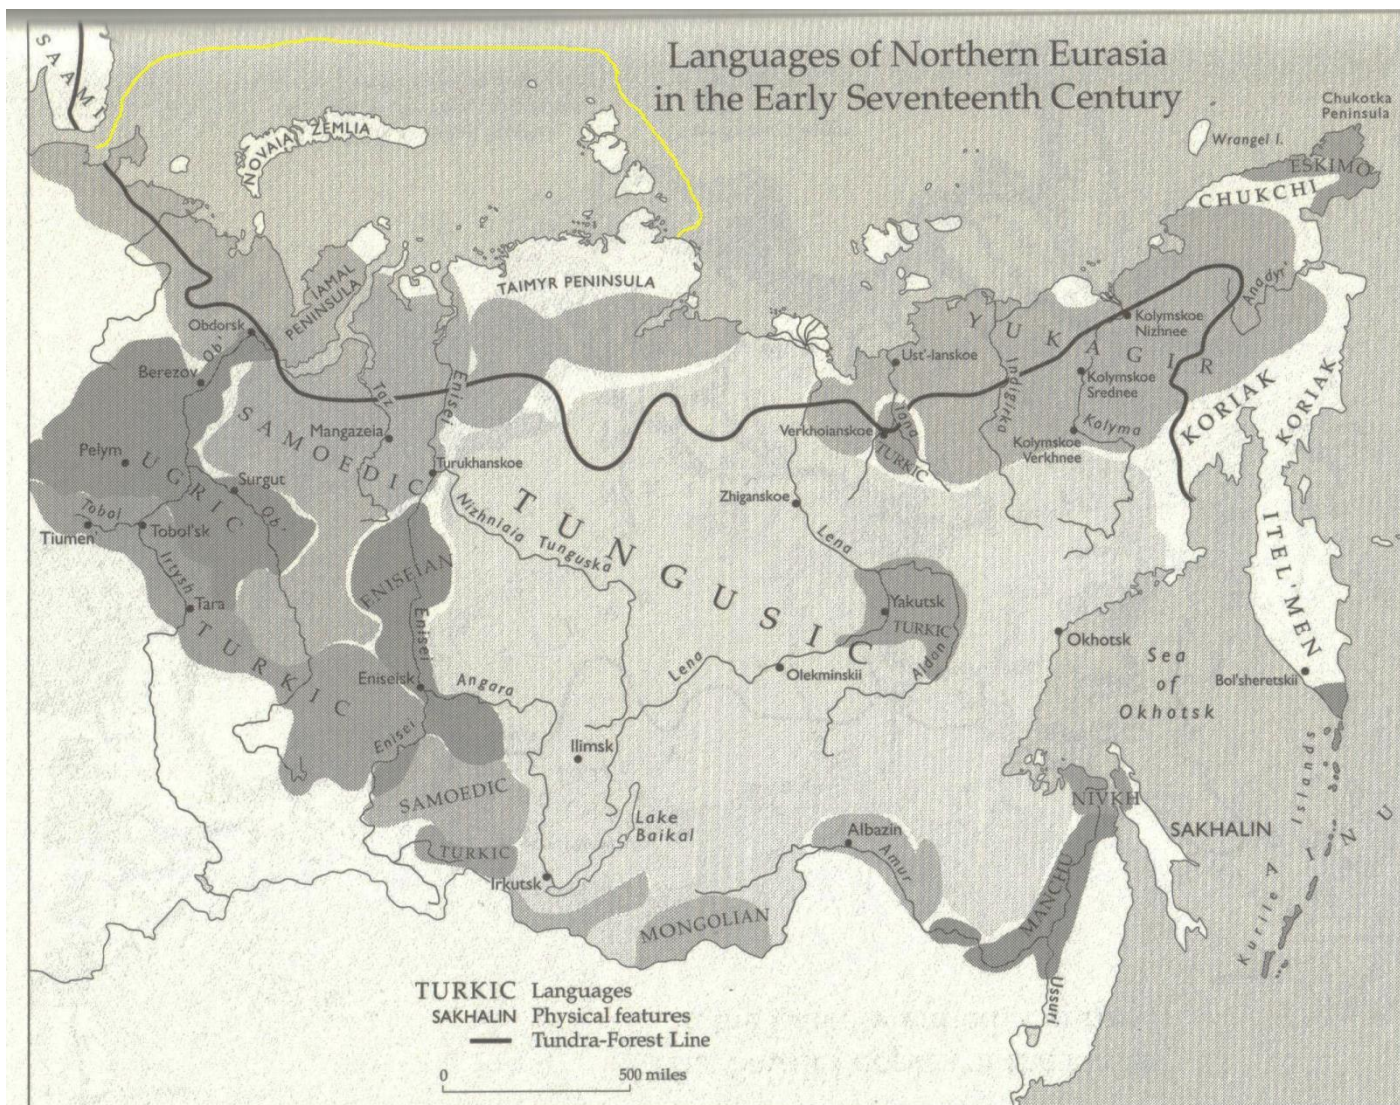 Languages of Northern Eurasia
in the Early Seventeenth Century
SAAMI
NOVAIA ZEMLIA
Chukotka
Peninsula
Wrangel I.
ESKIMO
CHUKCHI
IAMAL
PENINSULA
TAIMYR PENINSULA
Anadyr'
Obdorsk
Ob'
Kolymskoe
Nizhnee
YUKAGIR
Ust'-Ianskoe
Berezov
Enisei
Indigirka
Kolymskoe
Srednee
KORIAK
KORIAK
Taz
SAMOEDIC
Mangazeia
Iana
Verkhoianskoe
Kolyma
Kolymskoe
Verkhnee
Pelym
UGRIC
Turukhanskoe
TURKIC
Surgut
Ob'
TUNGUSIC
Zhiganskoe
Tobol
Tiumen'
Tobol'sk
Nizhniaia Tunguska
Lena
ITEL'MEN
Irtysh
ENISEIAN
Tara
Enisei
Yakutsk
TURKIC
TURKIC
Okhotsk
Sea
of
Okhotsk
Lena
Olekminskii
Aldan
Bol'sheretskii
Eniseisk
Angara
Enisei
Ilimsk
SAMOEDIC
NIVKH
Kurile Islands
AINU
Lake
Baikal
SAKHALIN
Albazin
Amur
TURKIC
Irkutsk
MANCHU
MONGOLIAN
Ussuri
TURKIC Languages
SAKHALIN Physical features
Tundra-Forest Line
0 500 miles